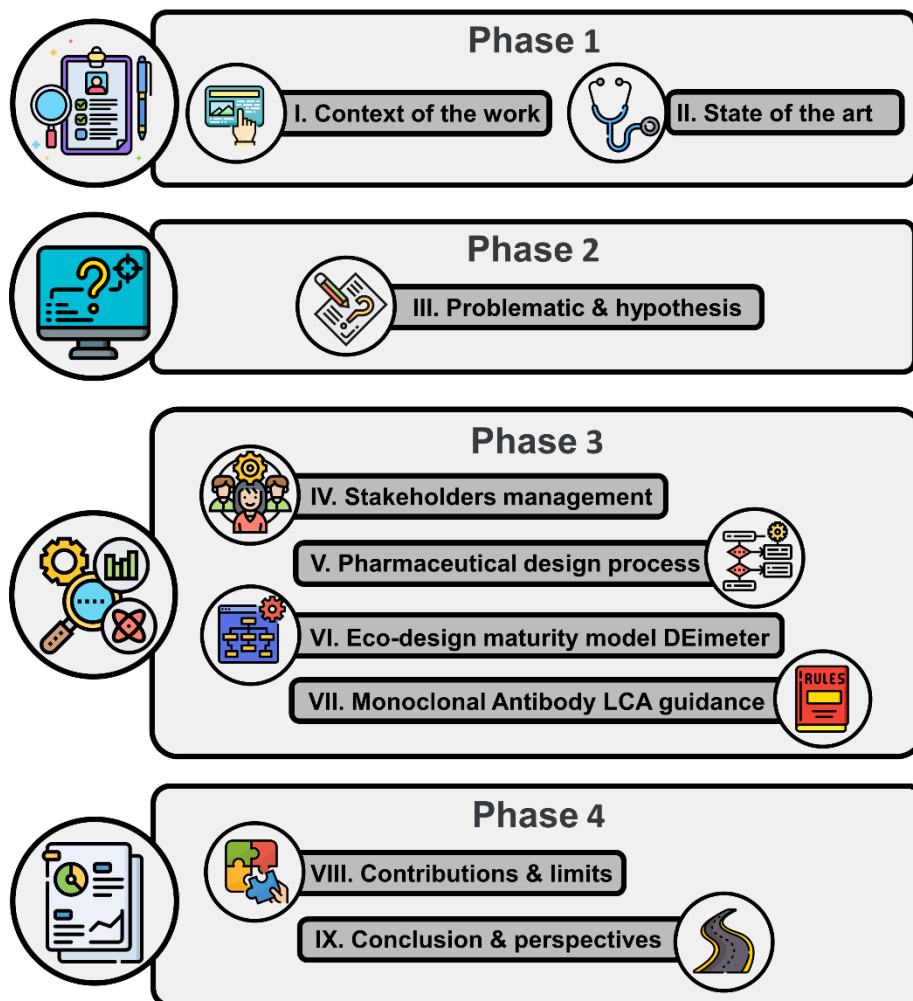 Phase 1
I. Context of the work
II. State of the art
Phase 2
III. Problematic & hypothesis
Phase 3
IV. Stakeholders management
V. Pharmaceutical design process
VI. Eco-design maturity model DEimeter
VII. Monoclonal Antibody LCA guidance
RULES
Phase 4
VIII. Contributions & limits
IX. Conclusion & perspectives